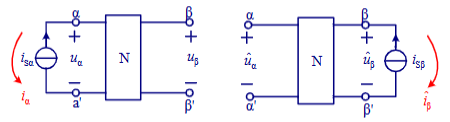 α β
+ +
i_sα u_α N u_β
− −
i_α a' β'
α β
+ +
û_α N û_β i_Sβ
− −
α' β' î_β